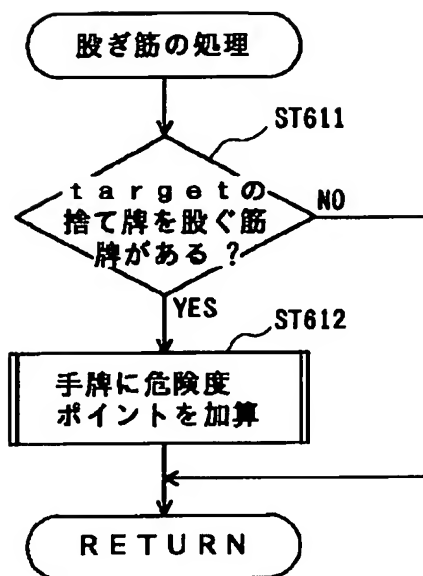 股ぎ筋の処理
ST611
targetの
捨て牌を股ぐ筋
牌がある?
NO
YES
ST612
手牌に危険度
ポイントを加算
RETURN